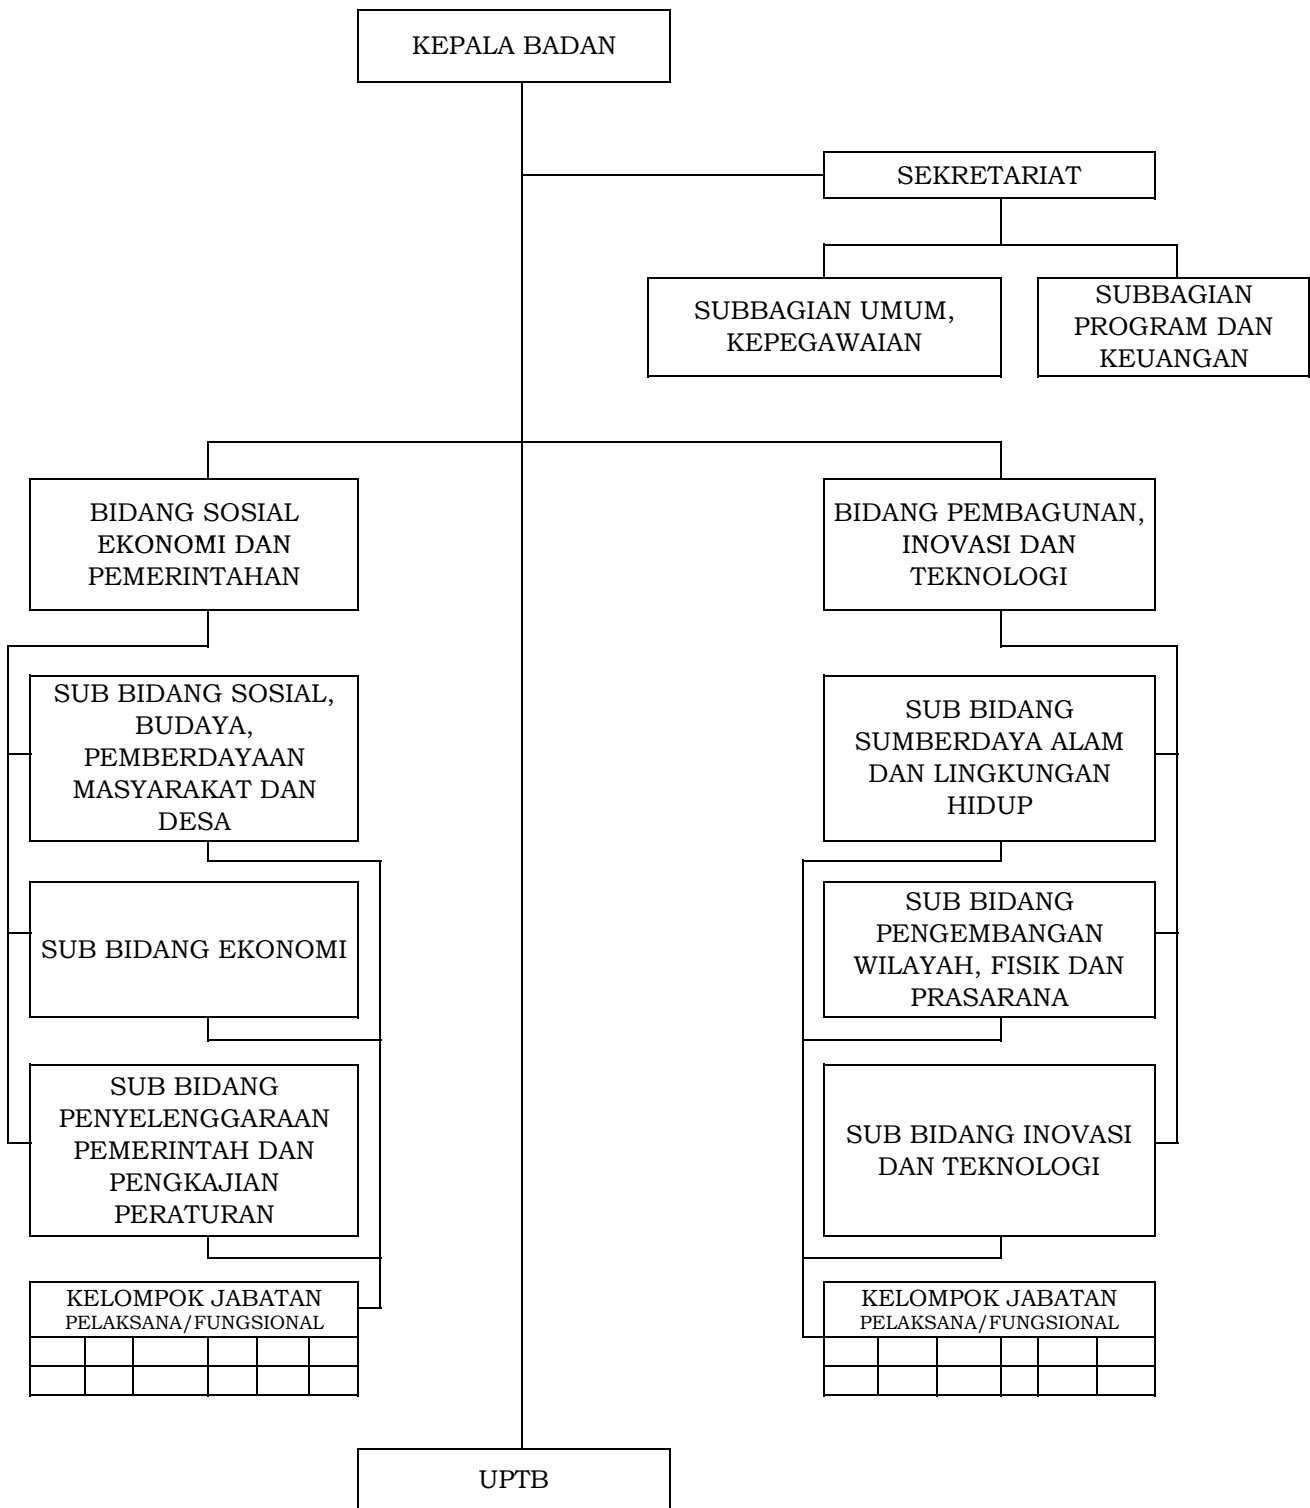 KEPALA BADAN
SEKRETARIAT
SUBBAGIAN UMUM,
KEPEGAWAIAN
SUBBAGIAN
PROGRAM DAN
KEUANGAN
BIDANG SOSIAL
EKONOMI DAN
PEMERINTAHAN
BIDANG PEMBAGUNAN,
INOVASI DAN
TEKNOLOGI
SUB BIDANG SOSIAL,
BUDAYA,
PEMBERDAYAAN
MASYARAKAT DAN
DESA
SUB BIDANG
SUMBERDAYA ALAM
DAN LINGKUNGAN
HIDUP
SUB BIDANG EKONOMI
SUB BIDANG
PENGEMBANGAN
WILAYAH, FISIK DAN
PRASARANA
SUB BIDANG
PENYELENGGARAAN
PEMERINTAH DAN
PENGKAJIAN
PERATURAN
SUB BIDANG INOVASI
DAN TEKNOLOGI
KELOMPOK JABATAN
PELAKSANA/FUNGSIONAL
KELOMPOK JABATAN
PELAKSANA/FUNGSIONAL
UPTB